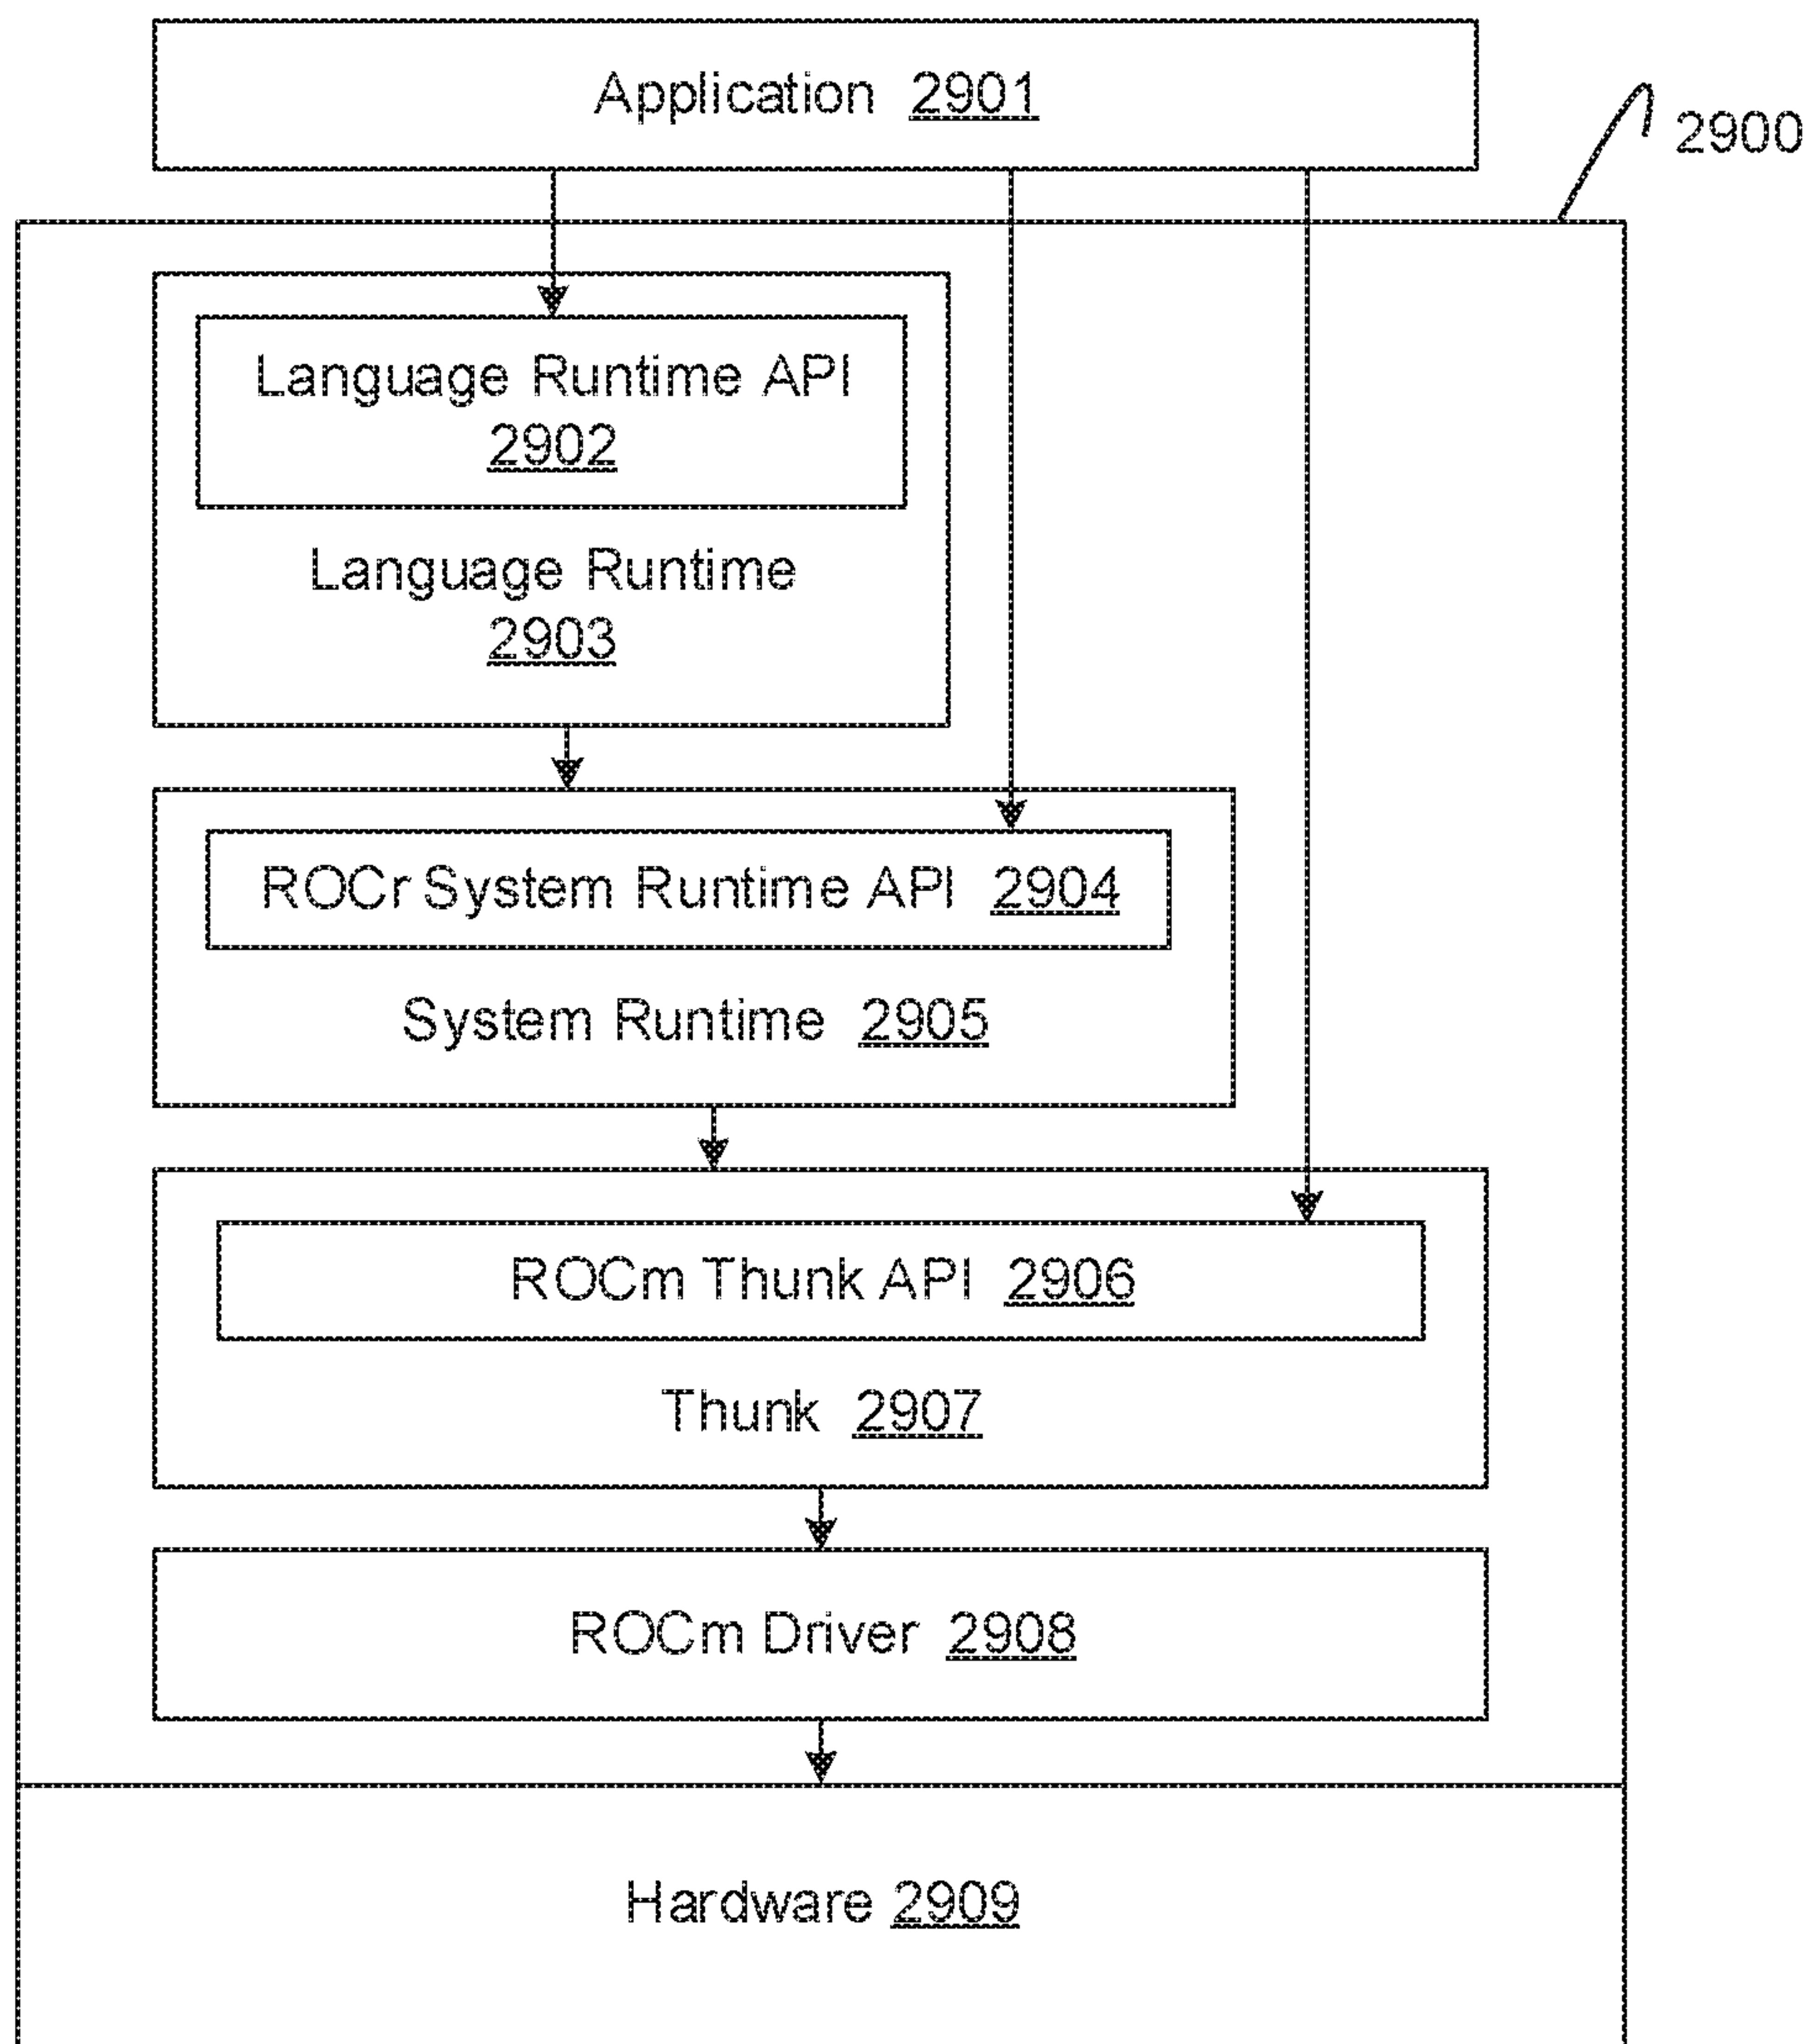 Application 2901
2900
Language Runtime API
2902
Language Runtime
2903
ROCr System Runtime API 2904
System Runtime 2905
ROCm Thunk API 2906
Thunk 2907
ROCm Driver 2908
Hardware 2909